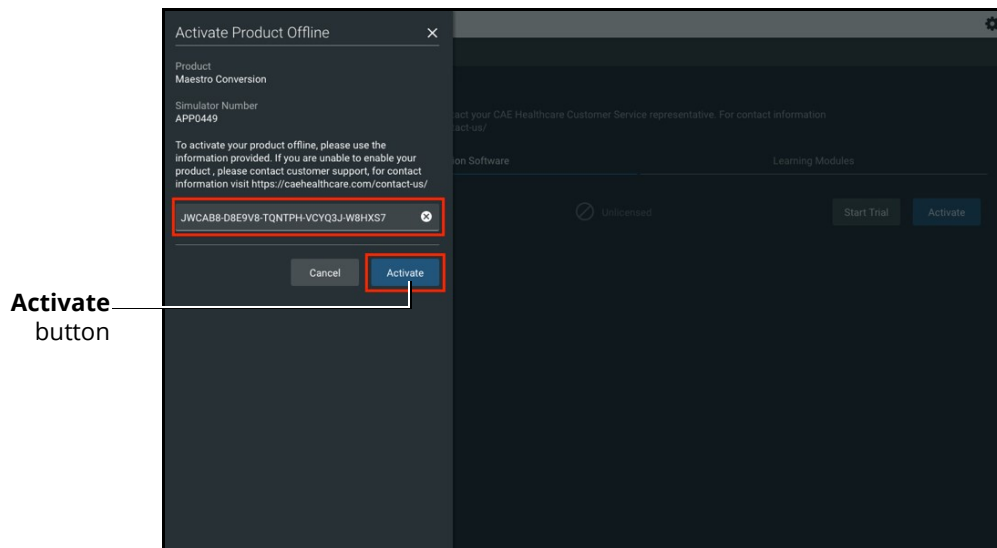 Activate Product Offline
Product
Maestro Conversion
Simulator Number
APP0449
To activate your product offline, please use the
information provided. If you are unable to enable your
product , please contact customer support, for contact
information visit https://caehealthcare.com/contact-us/
JWCAB8-D8E9V8-TQNTPH-VCYQ3J-W8HXS7
Cancel
Activate
act your CAE Healthcare Customer Service representative. For contact information
tact-us/
ion Software
Learning Modules
Unlicensed
Start Trial
Activate
Activate
button